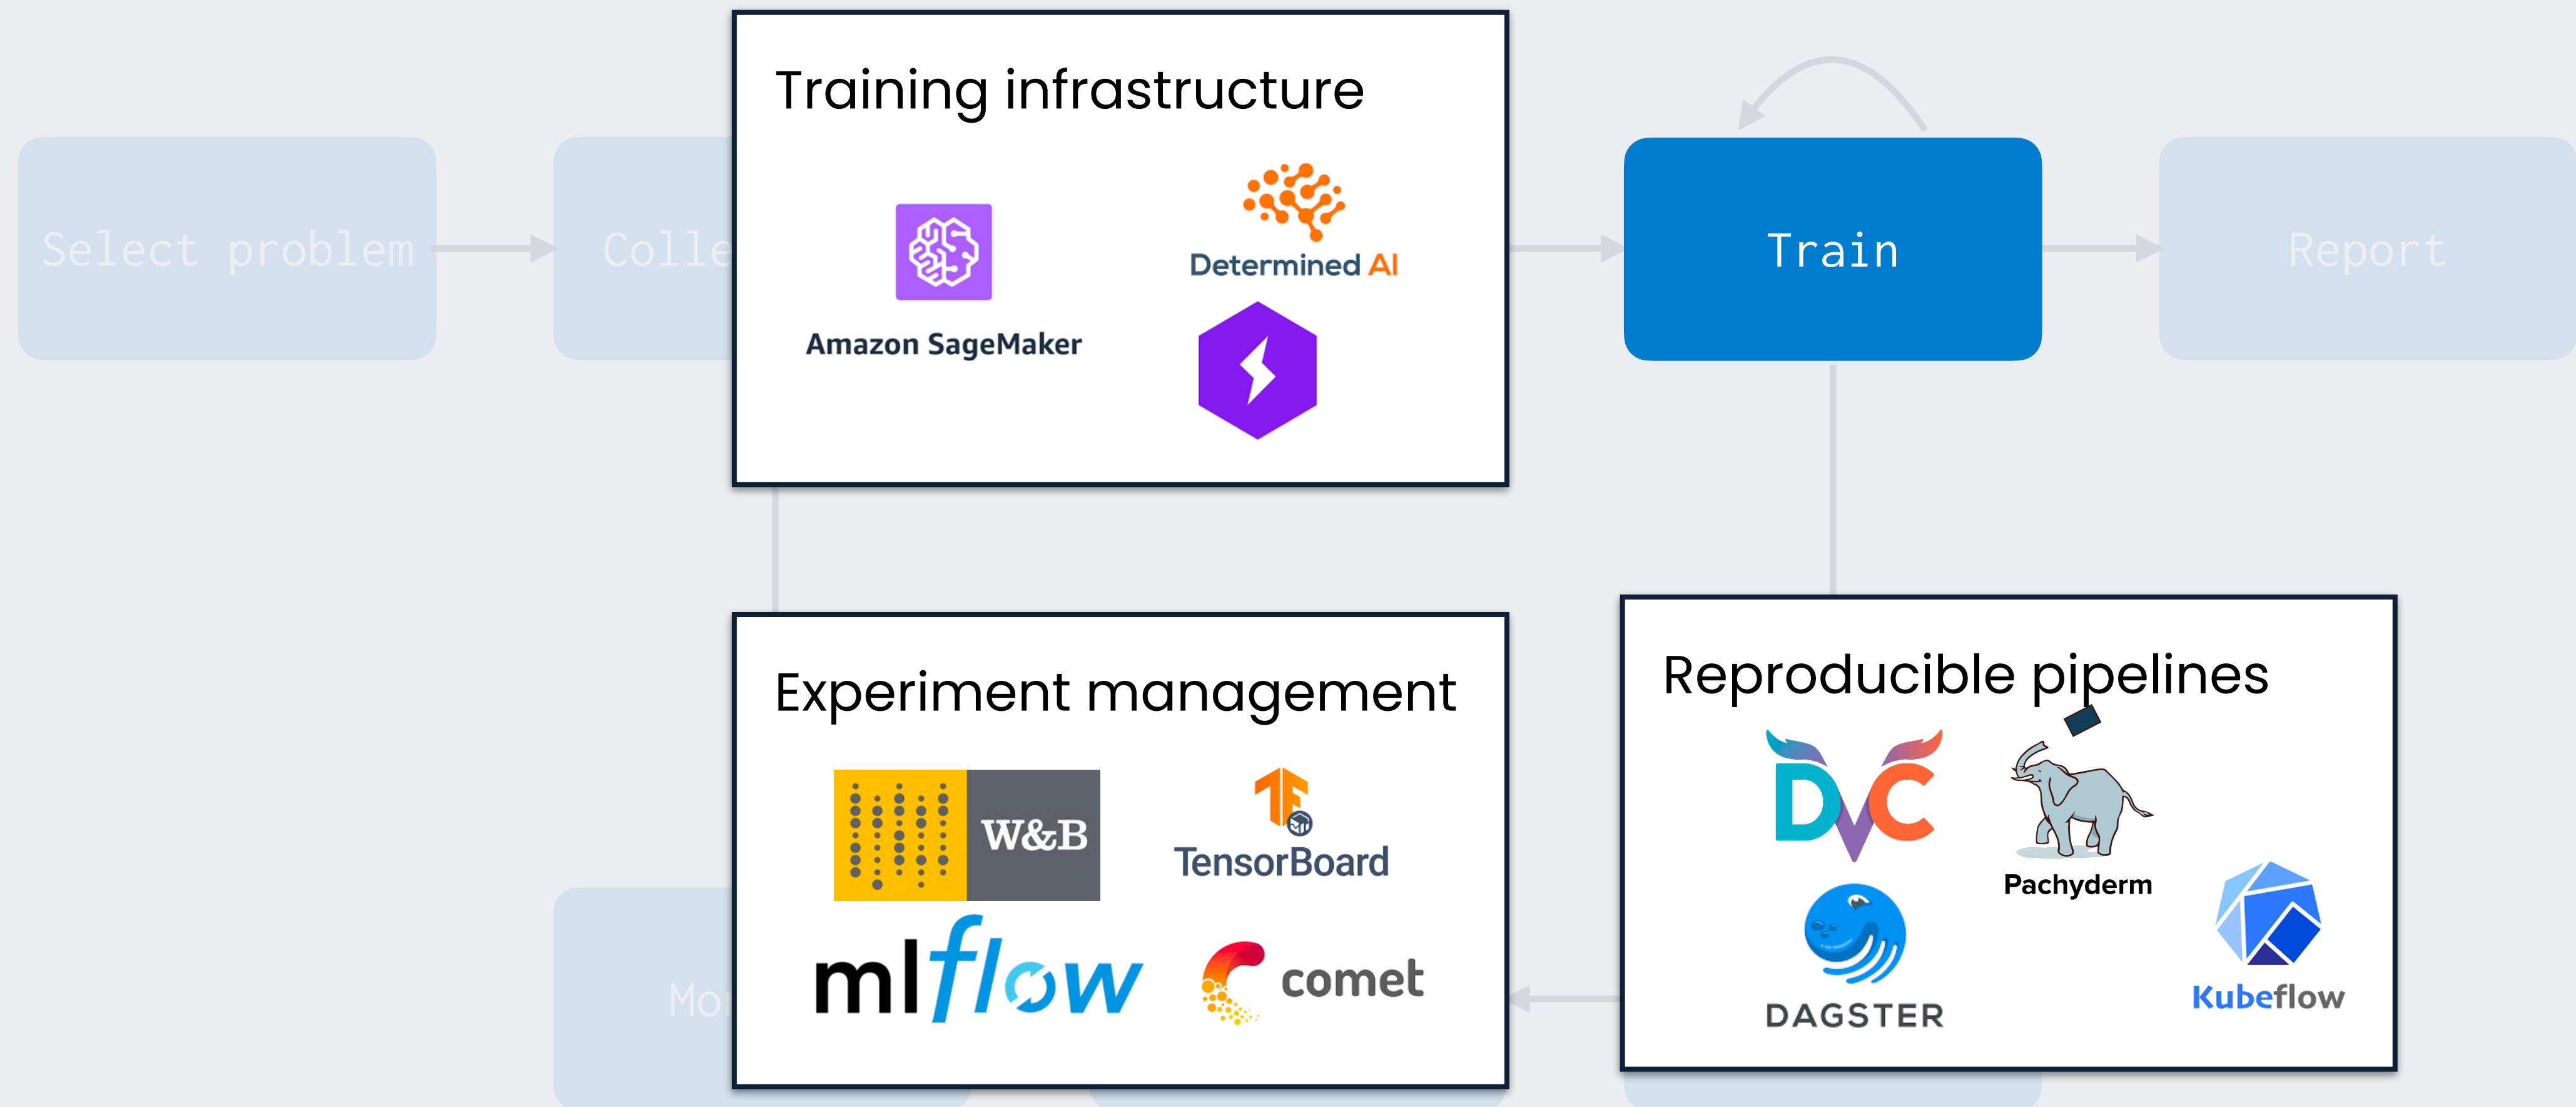 Training infrastructure
Select problem
Colle
Determined AI
Amazon SageMaker
Train
Report
Experiment management
W&B
TensorBoard
mlflow
comet
Reproducible pipelines
DVC
Pachyderm
DAGSTER
Kubeflow
Mo